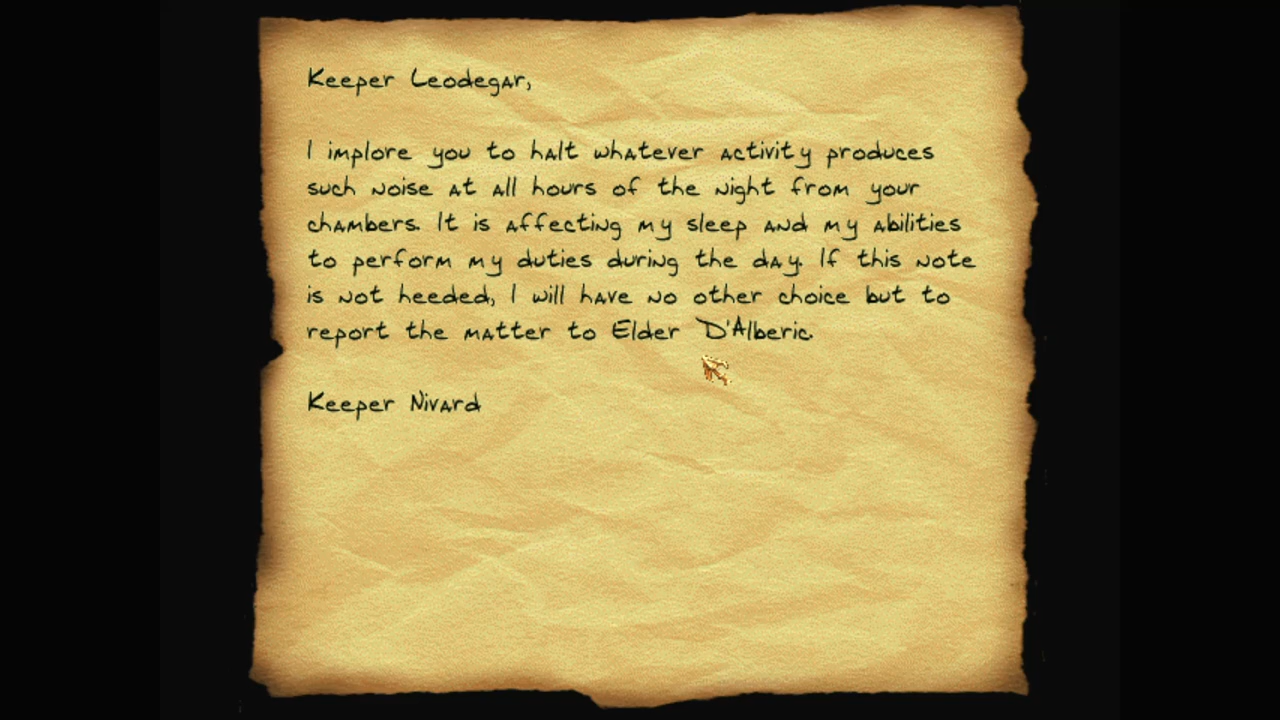 Keeper Leodegar,
I implore you to halt whatever activity produces
such noise at all hours of the night from your
chambers. It is affecting my sleep and my abilities
to perform my duties during the day. If this note
is not heeded, I will have no other choice but to
report the matter to Elder D'Alberic.
Keeper Nivard